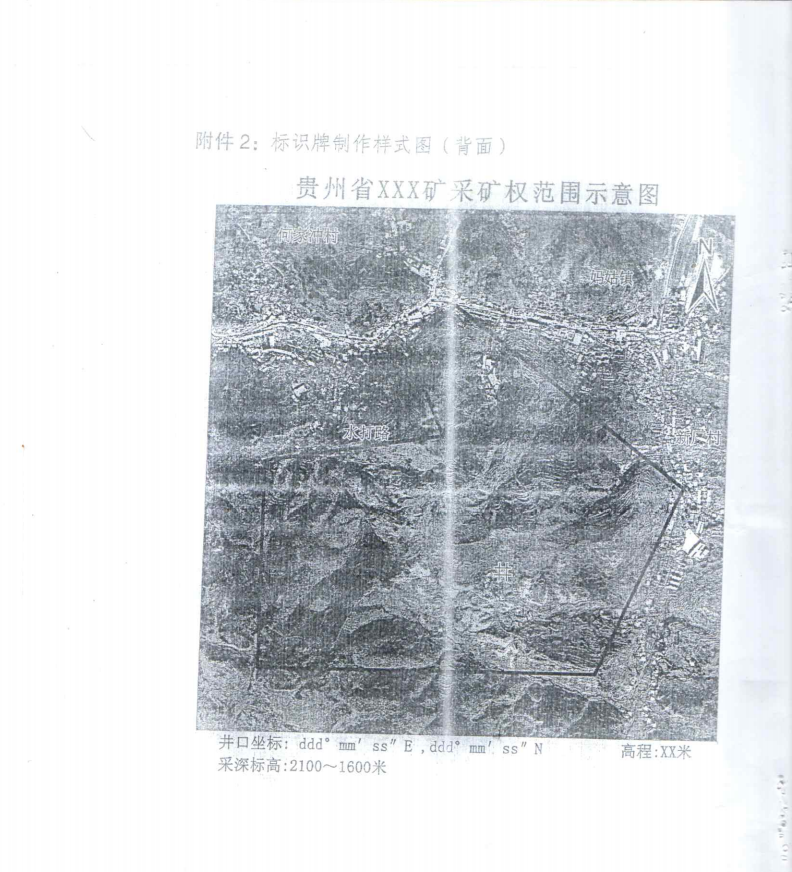 附件2：标识牌制作样式图（背面）
贵州省XXX矿采矿权范围示意图
N
水打路
井
井口坐标: ddd° mm′ ss″ E ,ddd° mm′ ss″ N
高程:XX米
采深标高:2100～1600米